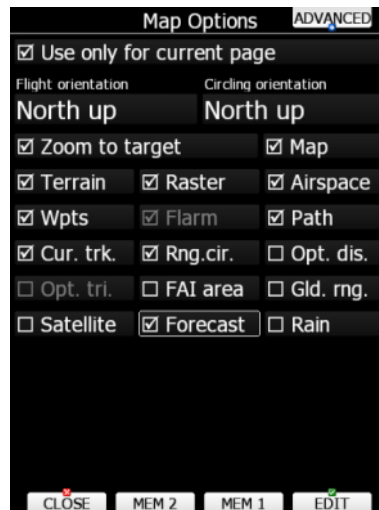 Map Options ADVANCED
Use only for current page
Flight orientation Circling orientation
North up North up
Zoom to target Map
Terrain Raster Airspace
Wpts Flarm Path
Cur. trk. Rng.cir. Opt. dis.
Opt. tri. FAI area Gld. rng.
Satellite Forecast Rain
CLOSE MEM 2 MEM 1 EDIT